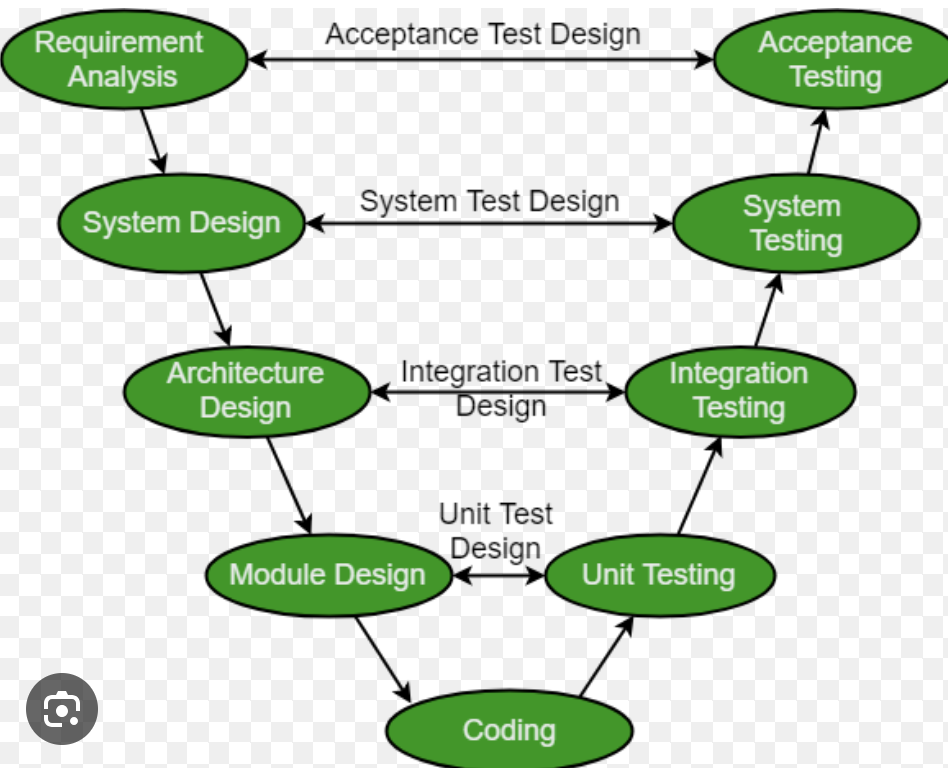 Requirement
Analysis
Acceptance Test Design
Acceptance
Testing
System Design
System Test Design
System
Testing
Architecture
Design
Integration Test
Design
Integration
Testing
Module Design
Unit Test
Design
Unit Testing
Coding